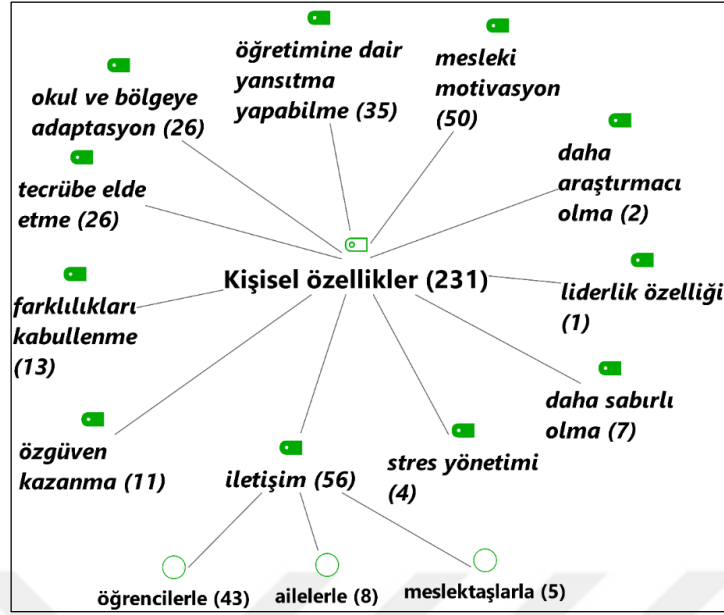 öğretimine dair
yansıtma
yapabilme (35)
mesleki
motivasyon
(50)
okul ve bölgeye
adaptasyon (26)
daha
araştırmacı
olma (2)
tecrübe elde
etme (26)
Kişisel özellikler (231)
liderlik özelliği
(1)
farklılıkları
kabullenme
(13)
daha sabırlı
olma (7)
özgüven
kazanma (11)
iletişim (56)
stres yönetimi
(4)
öğrencilerle (43)
ailelerle (8)
meslektaşlarla (5)